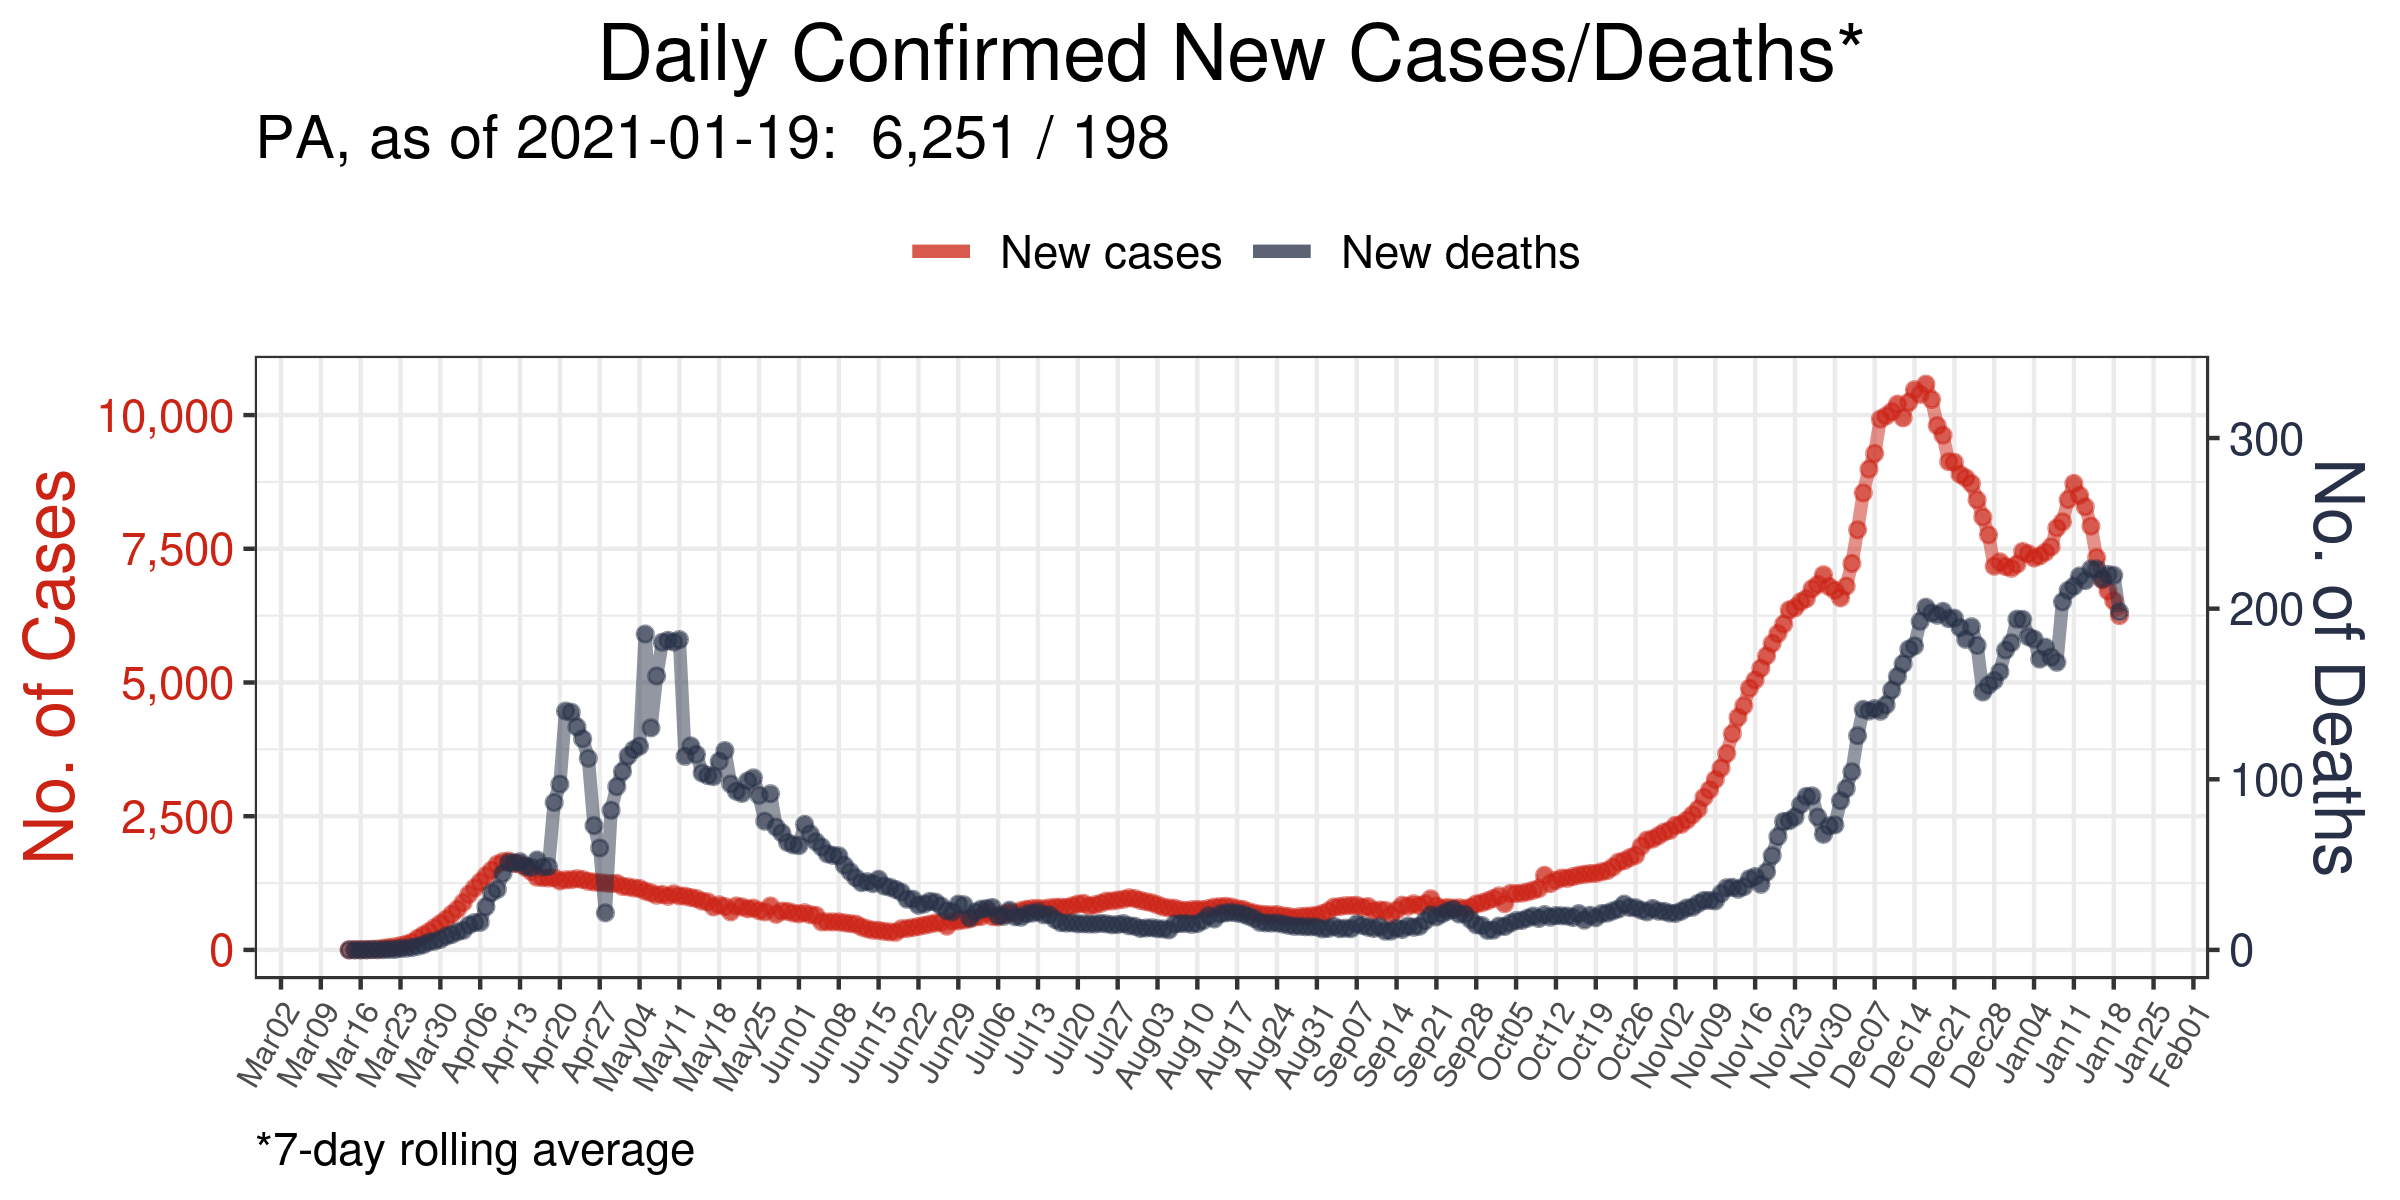 Daily Confirmed New Cases/Deaths*
PA, as of 2021-01-19:  6,251 / 198
New cases
New deaths
No. of Cases
10,000
7,500
5,000
2,500
0
300
200
100
0
No. of Deaths
Mar02
Mar09
Mar16
Mar23
Mar30
Apr06
Apr13
Apr20
Apr27
May04
May11
May18
May25
Jun01
Jun08
Jun15
Jun22
Jun29
Jul06
Jul13
Jul20
Jul27
Aug03
Aug10
Aug17
Aug24
Aug31
Sep07
Sep14
Sep21
Sep28
Oct05
Oct12
Oct19
Oct26
Nov02
Nov09
Nov16
Nov23
Nov30
Dec07
Dec14
Dec21
Dec28
Jan04
Jan11
Jan18
Jan25
Feb01
*7-day rolling average